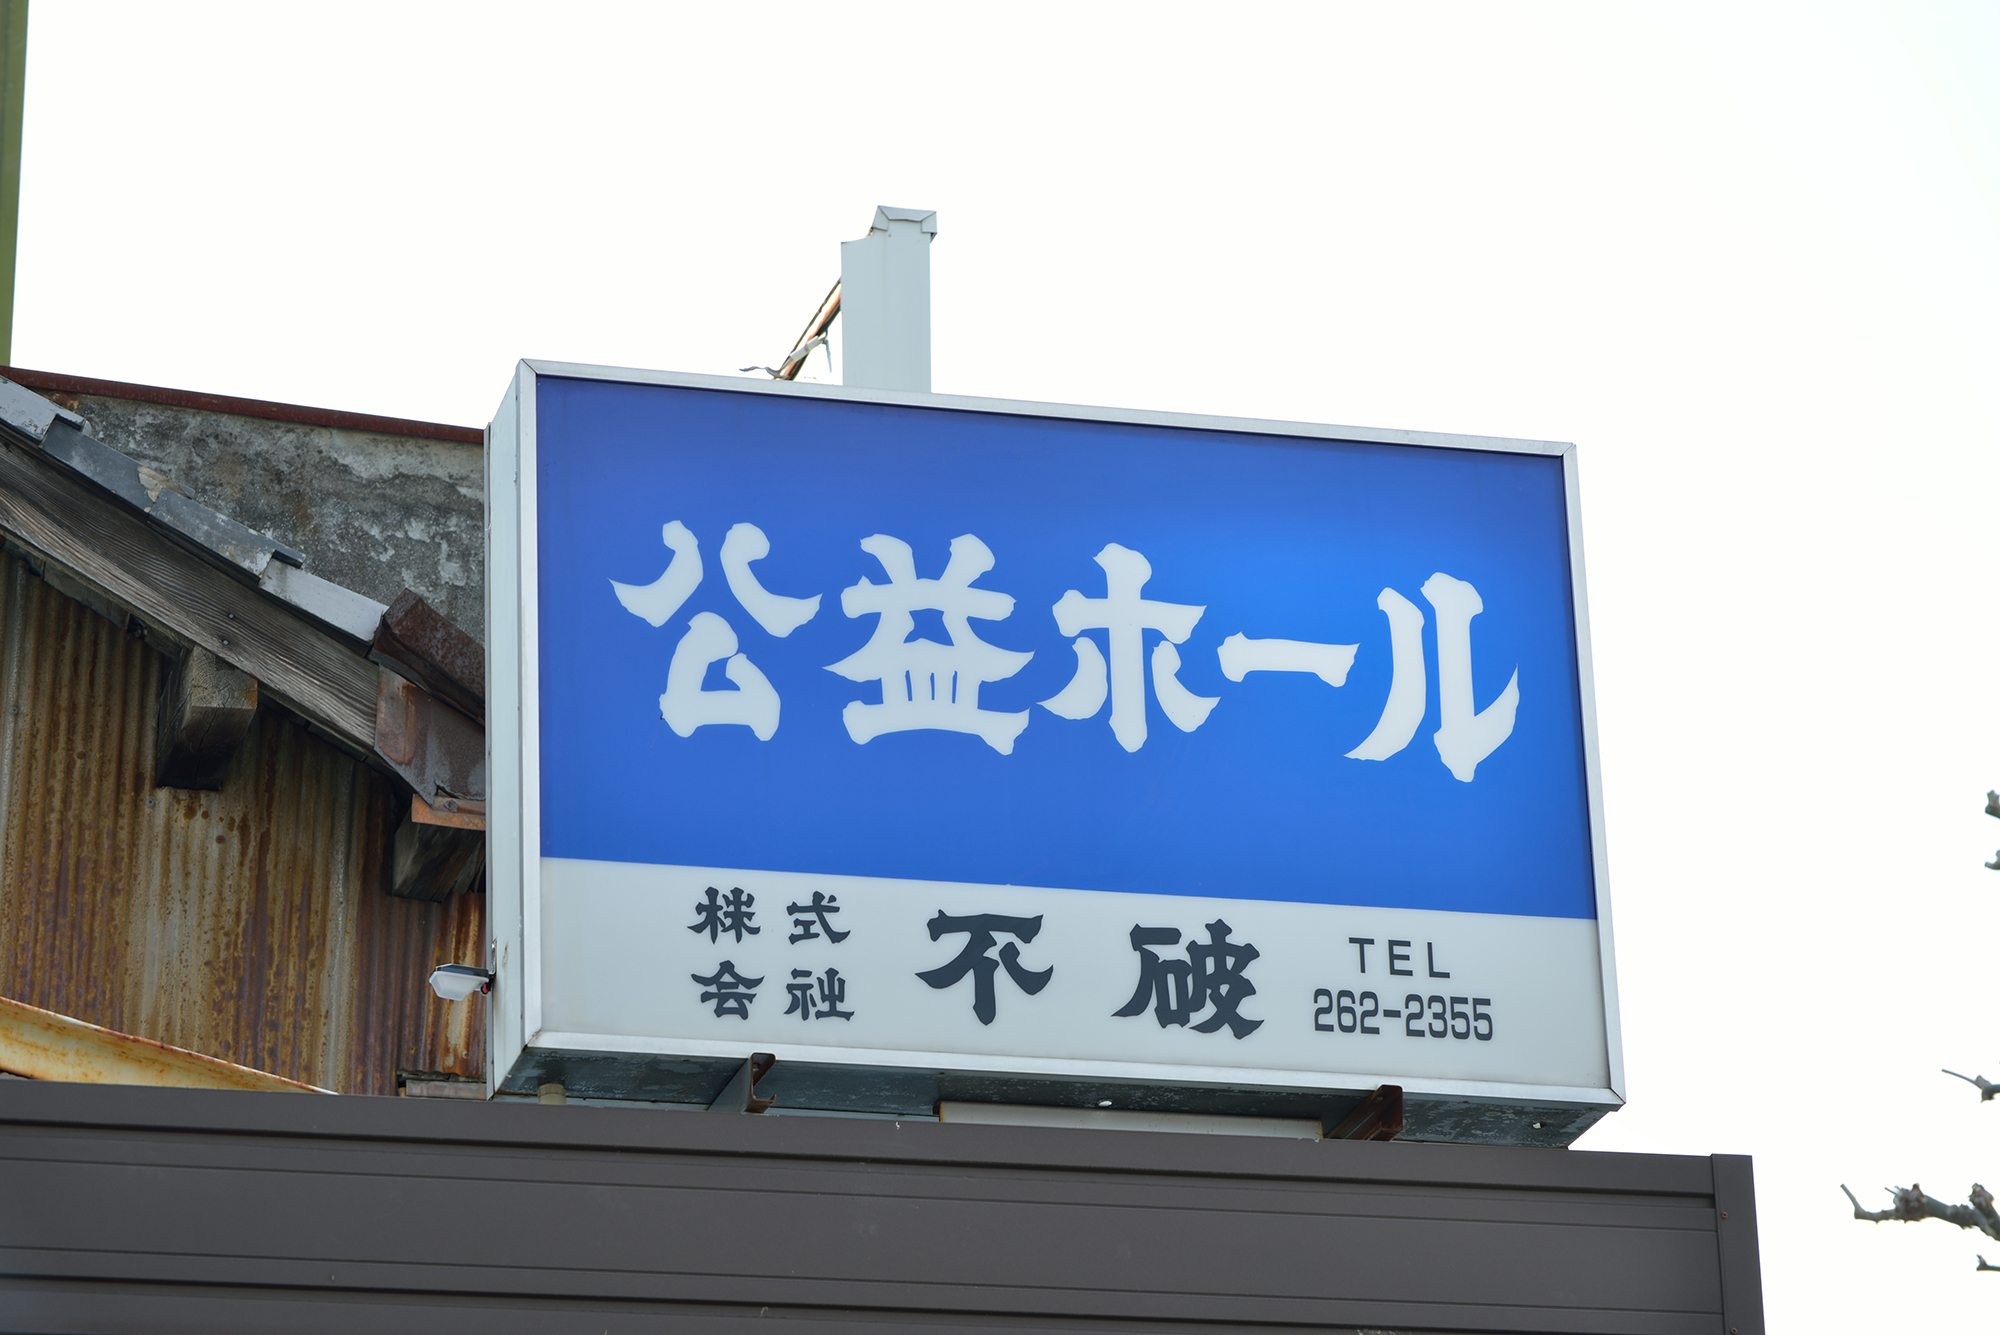 公益ホール
株式
会社
不破
TEL
262-2355